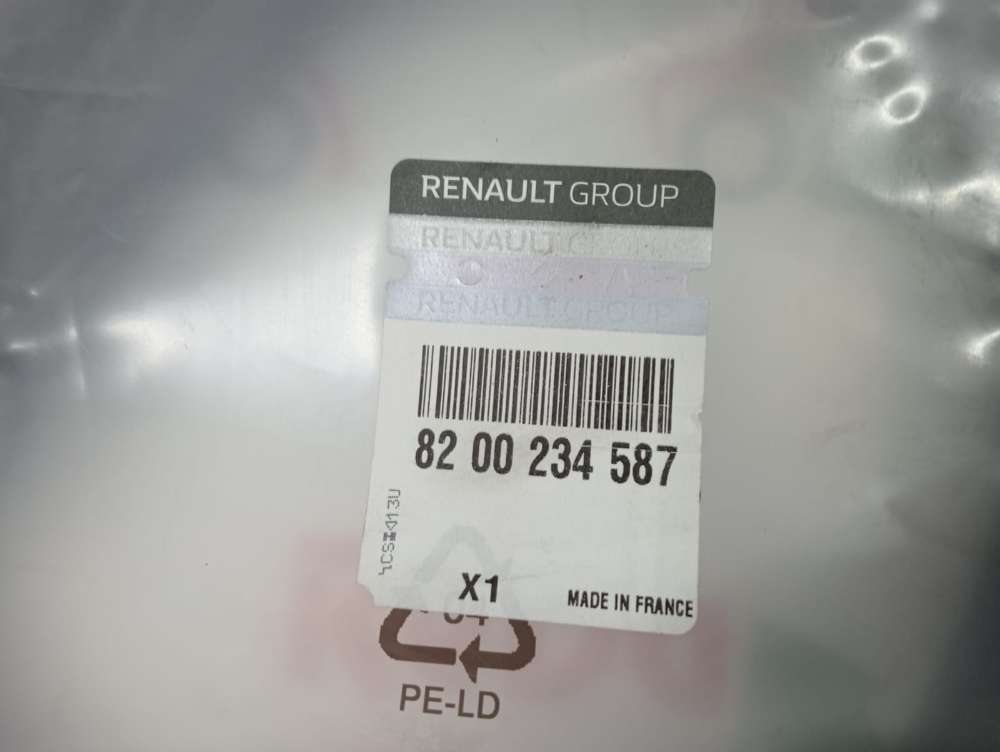 RENAULT GROUP
RENAULT GROUP
RENAULT GROUP
82 00 234 587
X1
MADE IN FRANCE
04
PE-LD